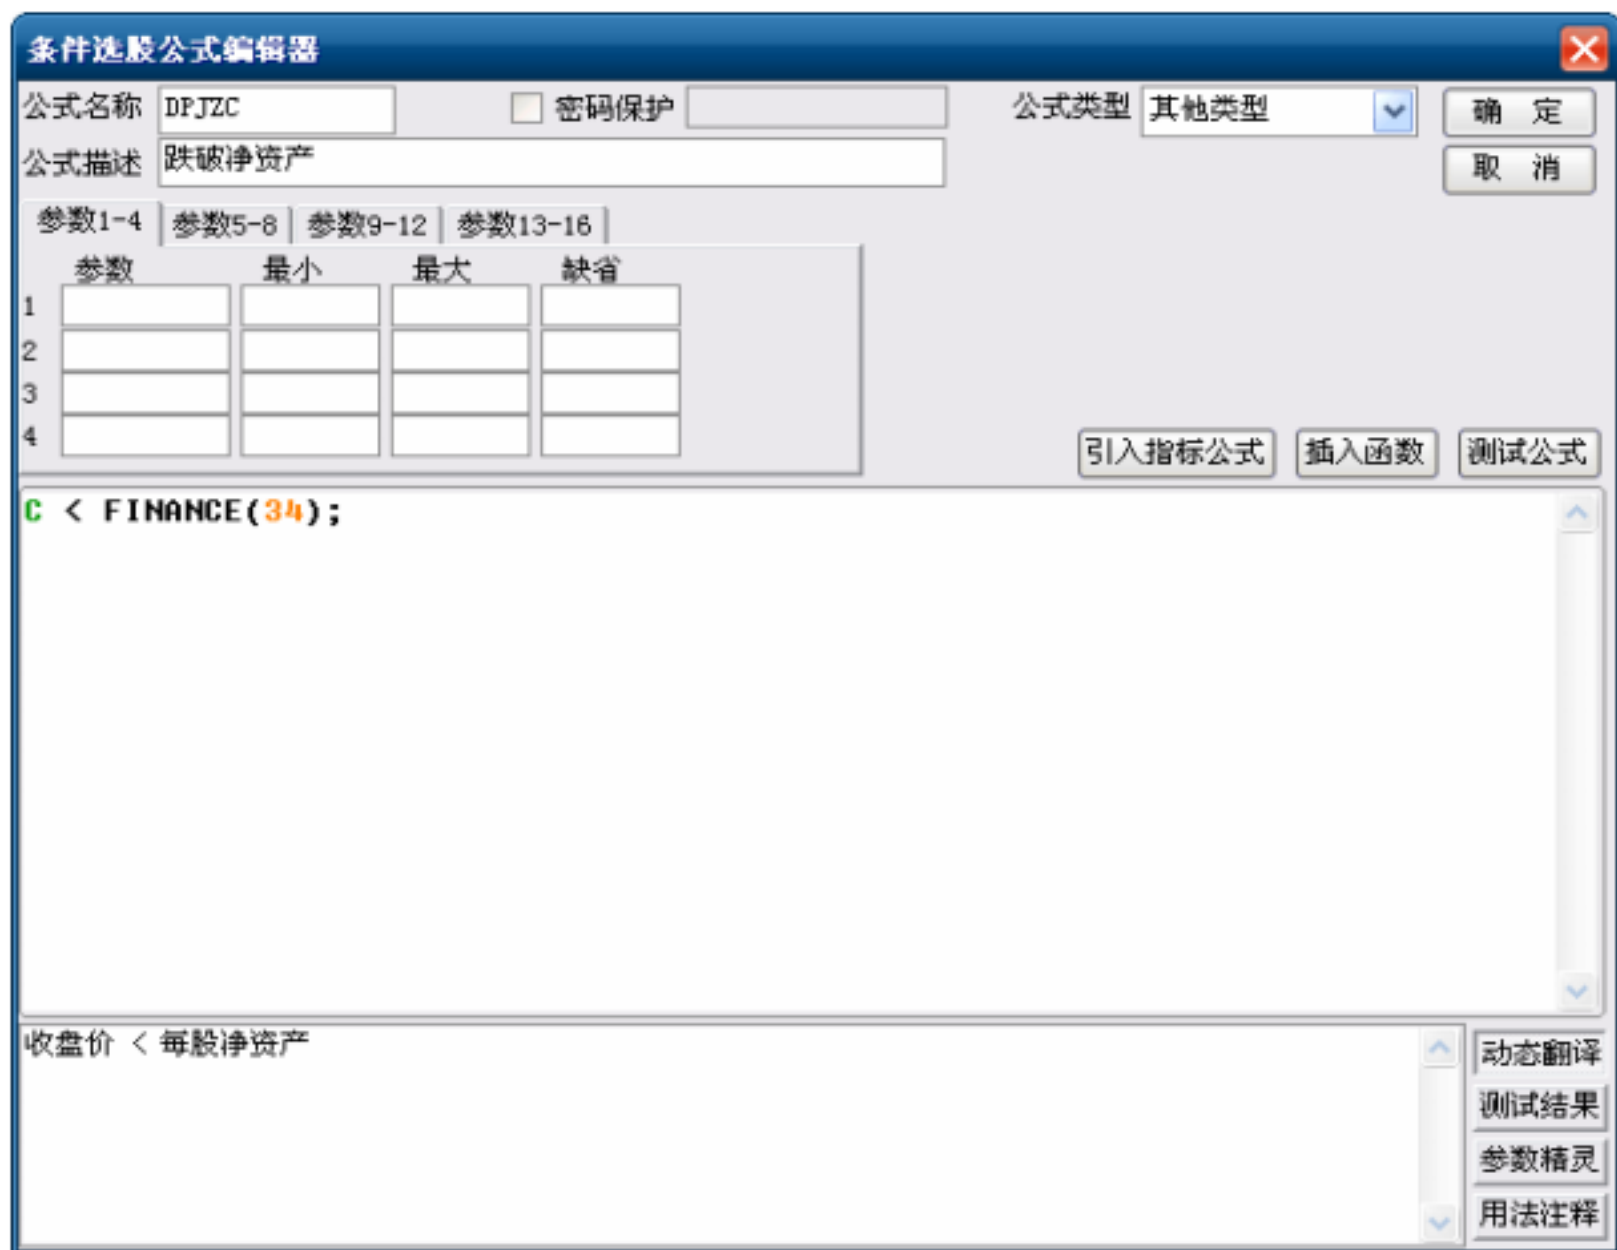 条件选股公式编辑器
公式名称 DPJZC 密码保护 公式类型 其他类型 确 定
公式描述 跌破净资产 取 消
参数1-4 参数5-8 参数9-12 参数13-16
参数 最小 最大 缺省
1
2
3
4
引入指标公式 插入函数 测试公式
C < FINANCE(34);
收盘价 < 每股净资产
动态翻译
测试结果
参数精灵
用法注释